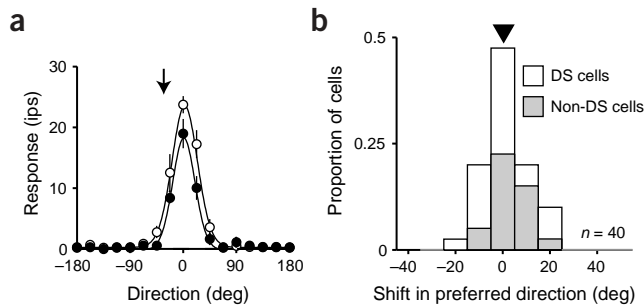 a
30
20
10
0
Response (ips)
–180 –90 0 90 180
Direction (deg)
b
0.5
0.25
0
Proportion of cells
DS cells
Non-DS cells
n = 40
–40 –20 0 20 40
Shift in preferred direction (deg)